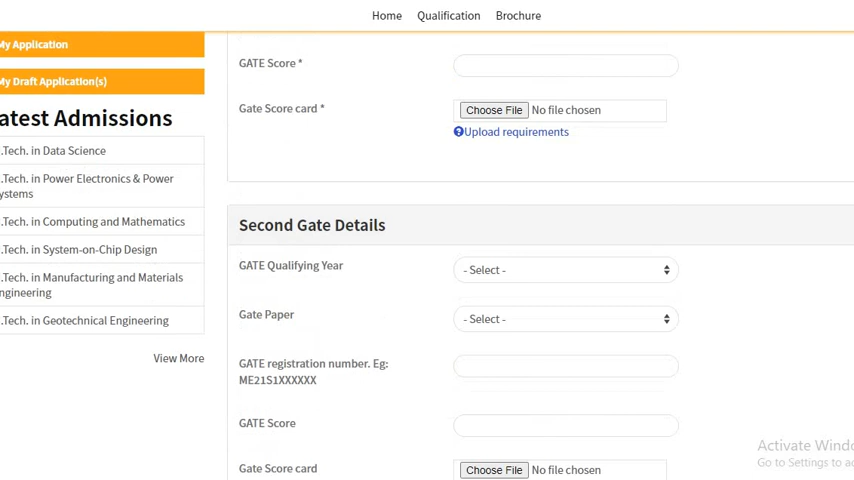 Home Qualification Brochure
My Application
My Draft Application(s)
atest Admissions
.Tech. in Data Science
.Tech. in Power Electronics & Power
ystems
.Tech. in Computing and Mathematics
.Tech. in System-on-Chip Design
.Tech. in Manufacturing and Materials
ngineering
.Tech. in Geotechnical Engineering
View More
GATE Score *
Gate Score card *
Choose File No file chosen
Upload requirements
Second Gate Details
GATE Qualifying Year
- Select -
Gate Paper
- Select -
GATE registration number. Eg:
ME21S1XXXXXX
GATE Score
Gate Score card
Choose File No file chosen
Activate Windo
Go to Settings to ac